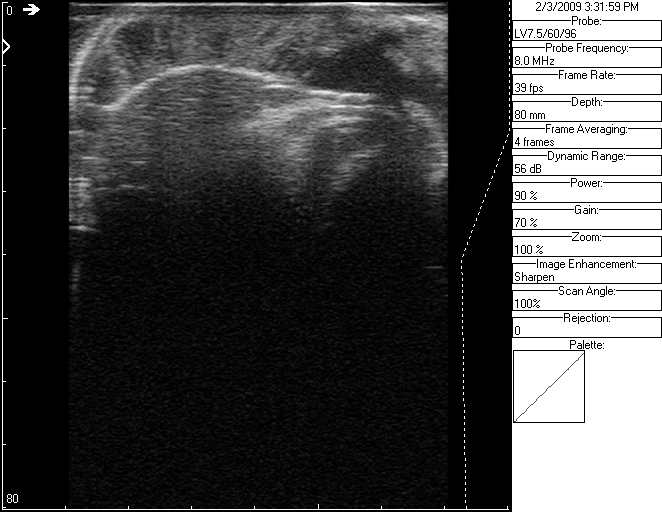 0
80
2/3/2009 3:31:59 PM
Probe:
LV7.5/60/96
Probe Frequency:
8.0 MHz
Frame Rate:
39 fps
Depth:
80 mm
Frame Averaging:
4 frames
Dynamic Range:
56 dB
Power:
90 %
Gain:
70 %
Zoom:
100 %
Image Enhancement:
Sharpen
Scan Angle:
100%
Rejection:
0
Palette: